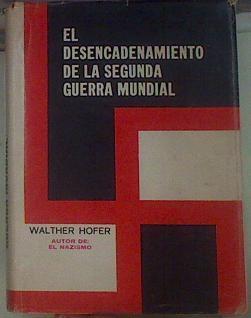 EL
DESENCADENAMIENTO
DE LA SEGUNDA
GUERRA MUNDIAL
WALTHER HOFER
AUTOR DE:
EL NAZISMO